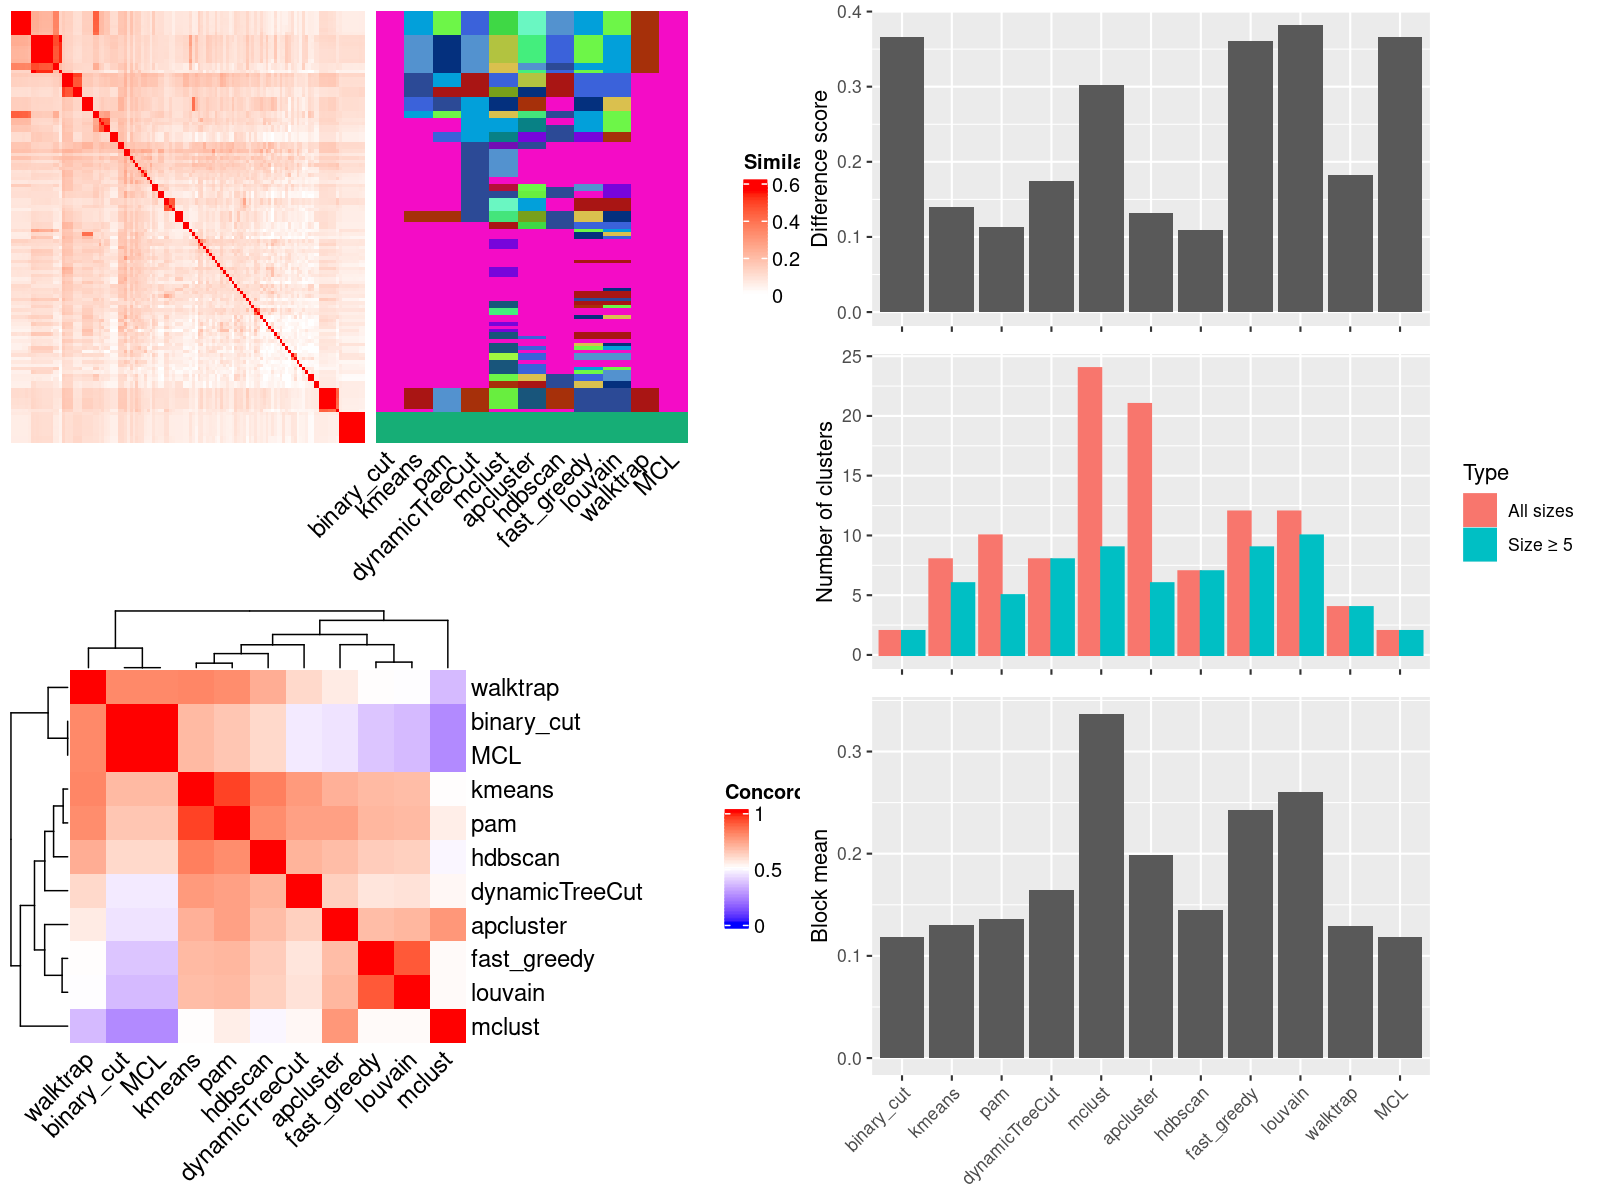 Simila
0.6
0.4
0.2
0
binary_cut
kmeans
pam
dynamicTreeCut
mclust
apcluster
hdbscan
fast_greedy
louvain
walktrap
MCL
walktrap
binary_cut
MCL
kmeans
pam
hdbscan
dynamicTreeCut
apcluster
fast_greedy
louvain
mclust
walktrap
binary_cut
MCL
kmeans
pam
hdbscan
dynamicTreeCut
apcluster
fast_greedy
louvain
mclust
Concord
1
0.5
0
Difference score
0.4
0.3
0.2
0.1
0.0
Number of clusters
25
20
15
10
5
0
Type
All sizes
Size ≥ 5
Block mean
0.3
0.2
0.1
0.0
binary_cut
kmeans
pam
dynamicTreeCut
mclust
apcluster
hdbscan
fast_greedy
louvain
walktrap
MCL